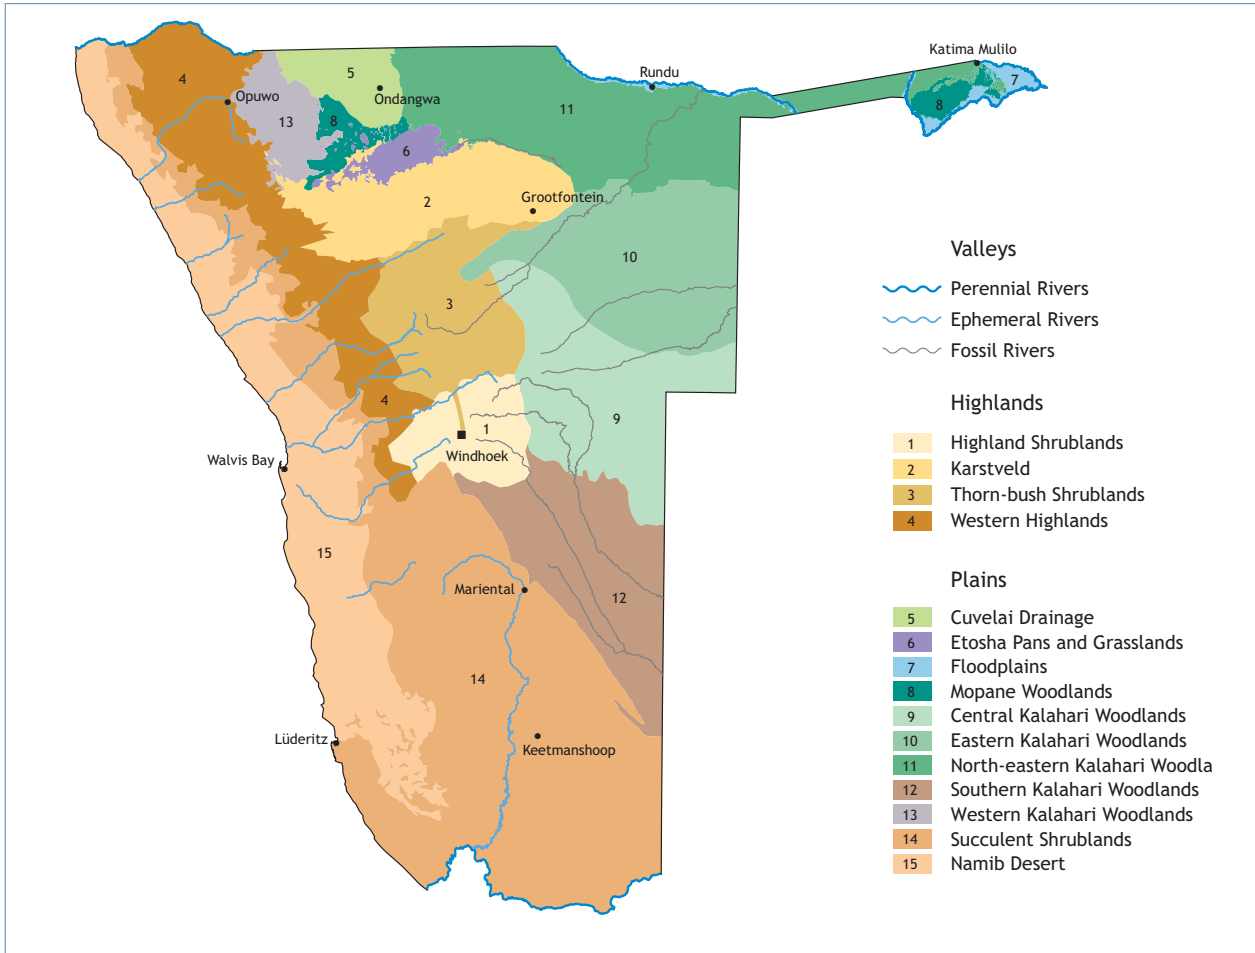 Katima Mulilo
Rundu
7
4
5
Ondangwa
Opuwo
11
8
13
8
6
Grootfontein
2
10
3
4
9
1
Windhoek
Walvis Bay
15
Mariental
12
14
Lüderitz
Keetmanshoop
Valleys
Perennial Rivers
Ephemeral Rivers
Fossil Rivers
Highlands
1 Highland Shrublands
2 Karstveld
3 Thorn-bush Shrublands
4 Western Highlands
Plains
5 Cuvelai Drainage
6 Etosha Pans and Grasslands
7 Floodplains
8 Mopane Woodlands
9 Central Kalahari Woodlands
10 Eastern Kalahari Woodlands
11 North-eastern Kalahari Woodla
12 Southern Kalahari Woodlands
13 Western Kalahari Woodlands
14 Succulent Shrublands
15 Namib Desert